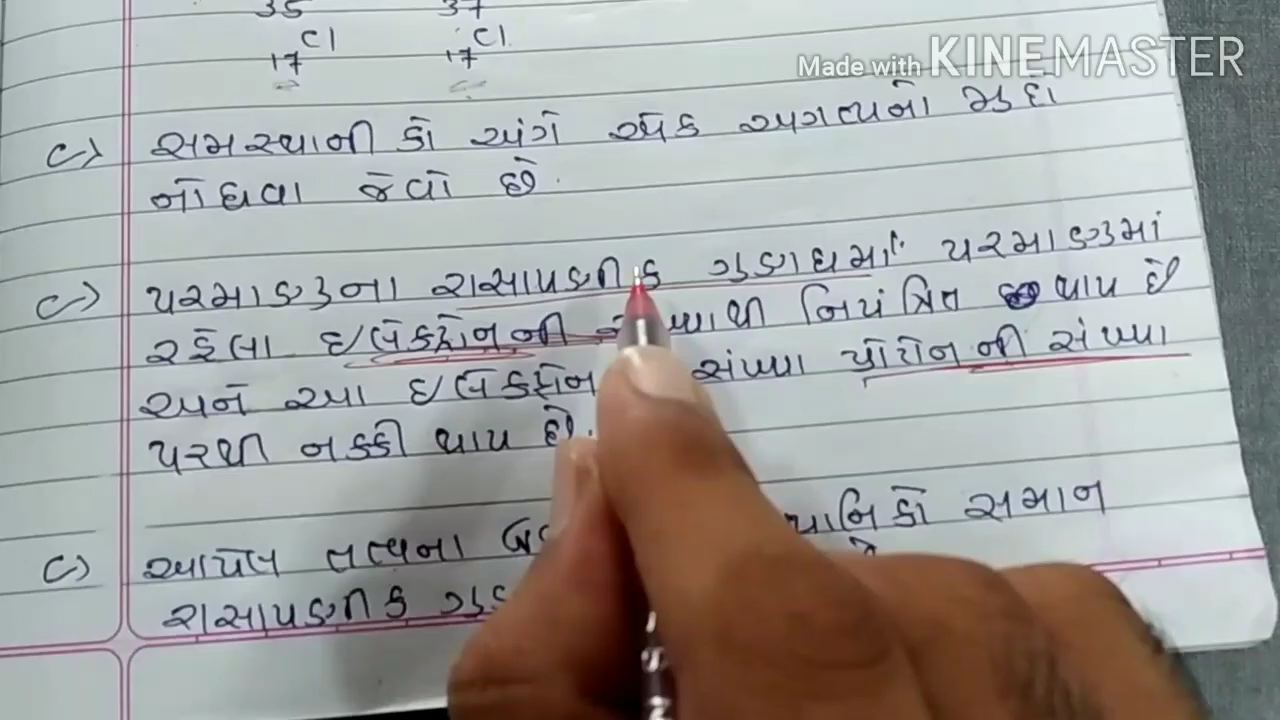 35 37
Cl Cl
17 17
Made with KINEMASTER
સમસ્થાનીકો અંગે એક અગત્યનો મુદ્દો
નોંધવા જેવો છે.
પરમાણુના રાસાયણીક ગુણધર્મો પરમાણુમાં
રહેલા ઇલેક્ટ્રોનની થી નિયંત્રિત થાય છે
અને આ ઇલેક્ટ્રોન સંખ્યા પ્રોટોનની સંખ્યા
પરથી નક્કી થાય છે.
આપેલ તત્વના સમાન
રાસાયણીક